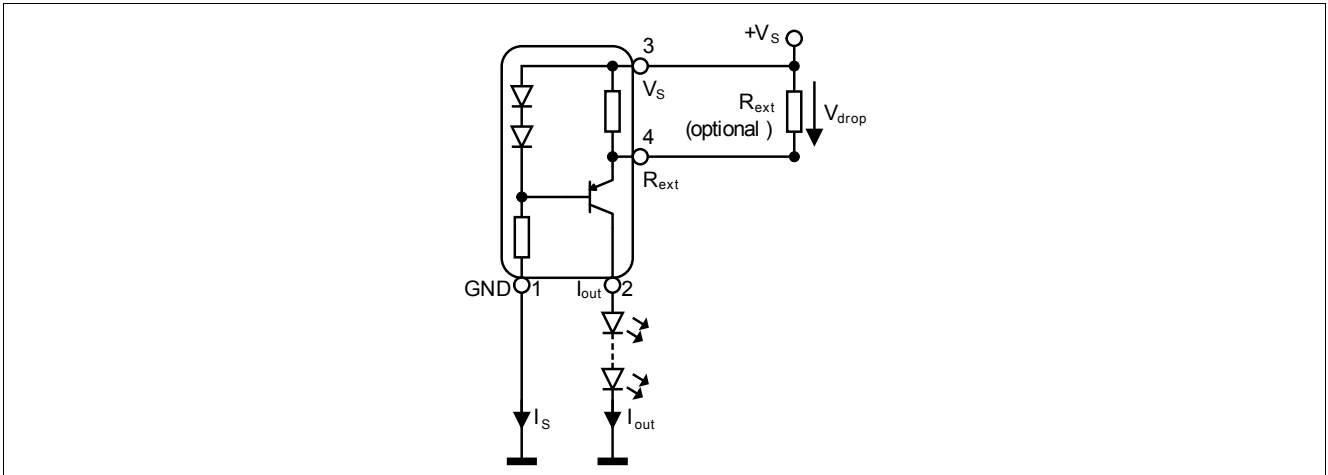 +VS
3
VS
Rext
(optional )
Vdrop
4
Rext
GND 1
Iout 2
IS
Iout